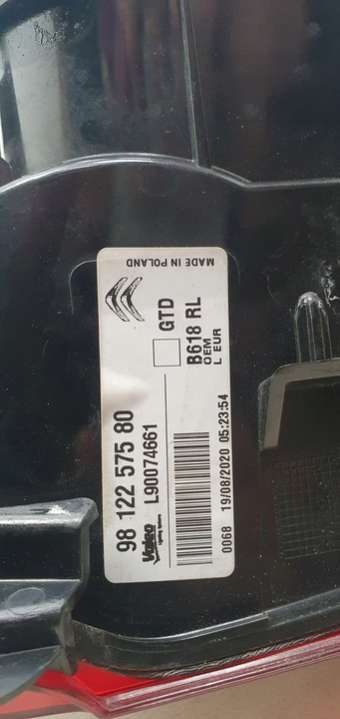 98 122 575 80 GTD MADE IN POLAND
L90074661 B618 RL
Valeo OEM
L EUR
0068 19/08/2020 05:23:54